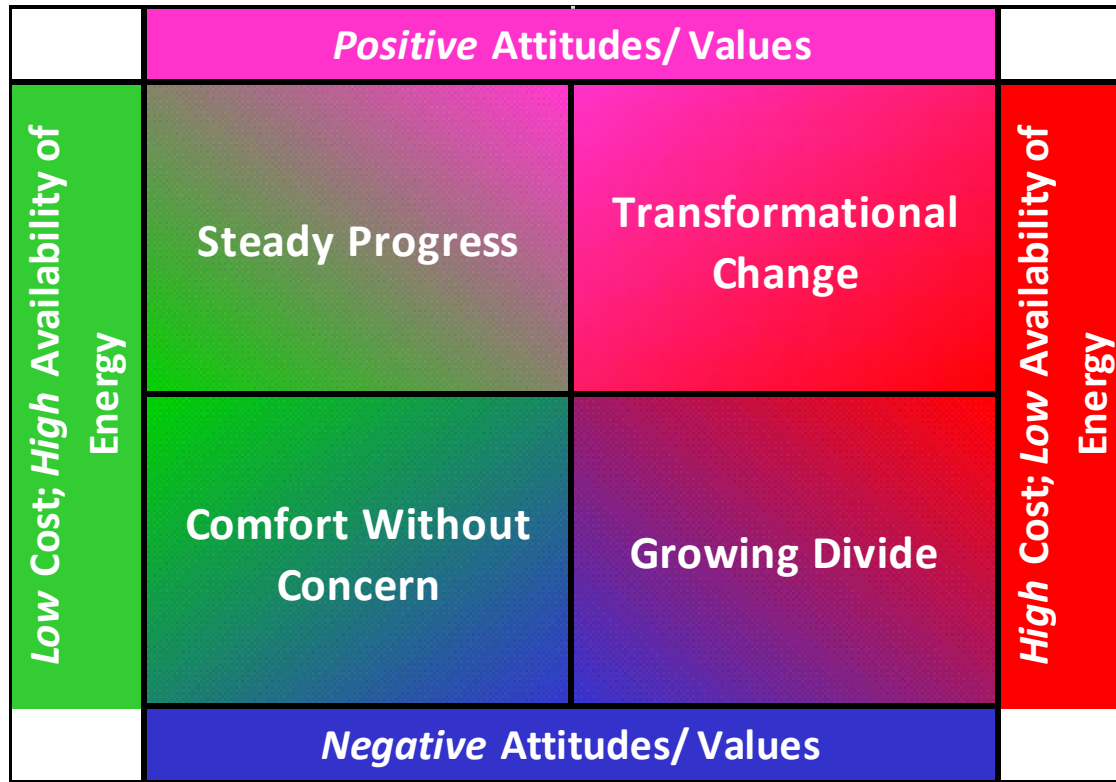 Positive Attitudes/ Values
Low Cost; High Availability of
Energy
Steady Progress
Transformational
Change
High Cost; Low Availability of
Energy
Comfort Without
Concern
Growing Divide
Negative Attitudes/ Values